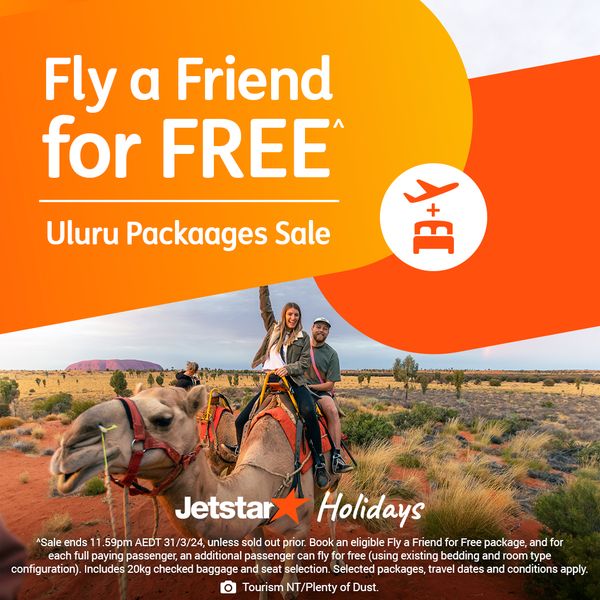 Fly a Friend
for FREE^
Uluru Packaages Sale
Jetstar Holidays
^Sale ends 11.59pm AEDT 31/3/24, unless sold out prior. Book an eligible Fly a Friend for Free package, and for
each full paying passenger, an additional passenger can fly for free (using existing bedding and room type
configuration). Includes 20kg checked baggage and seat selection. Selected packages, travel dates and conditions apply.
Tourism NT/Plenty of Dust.